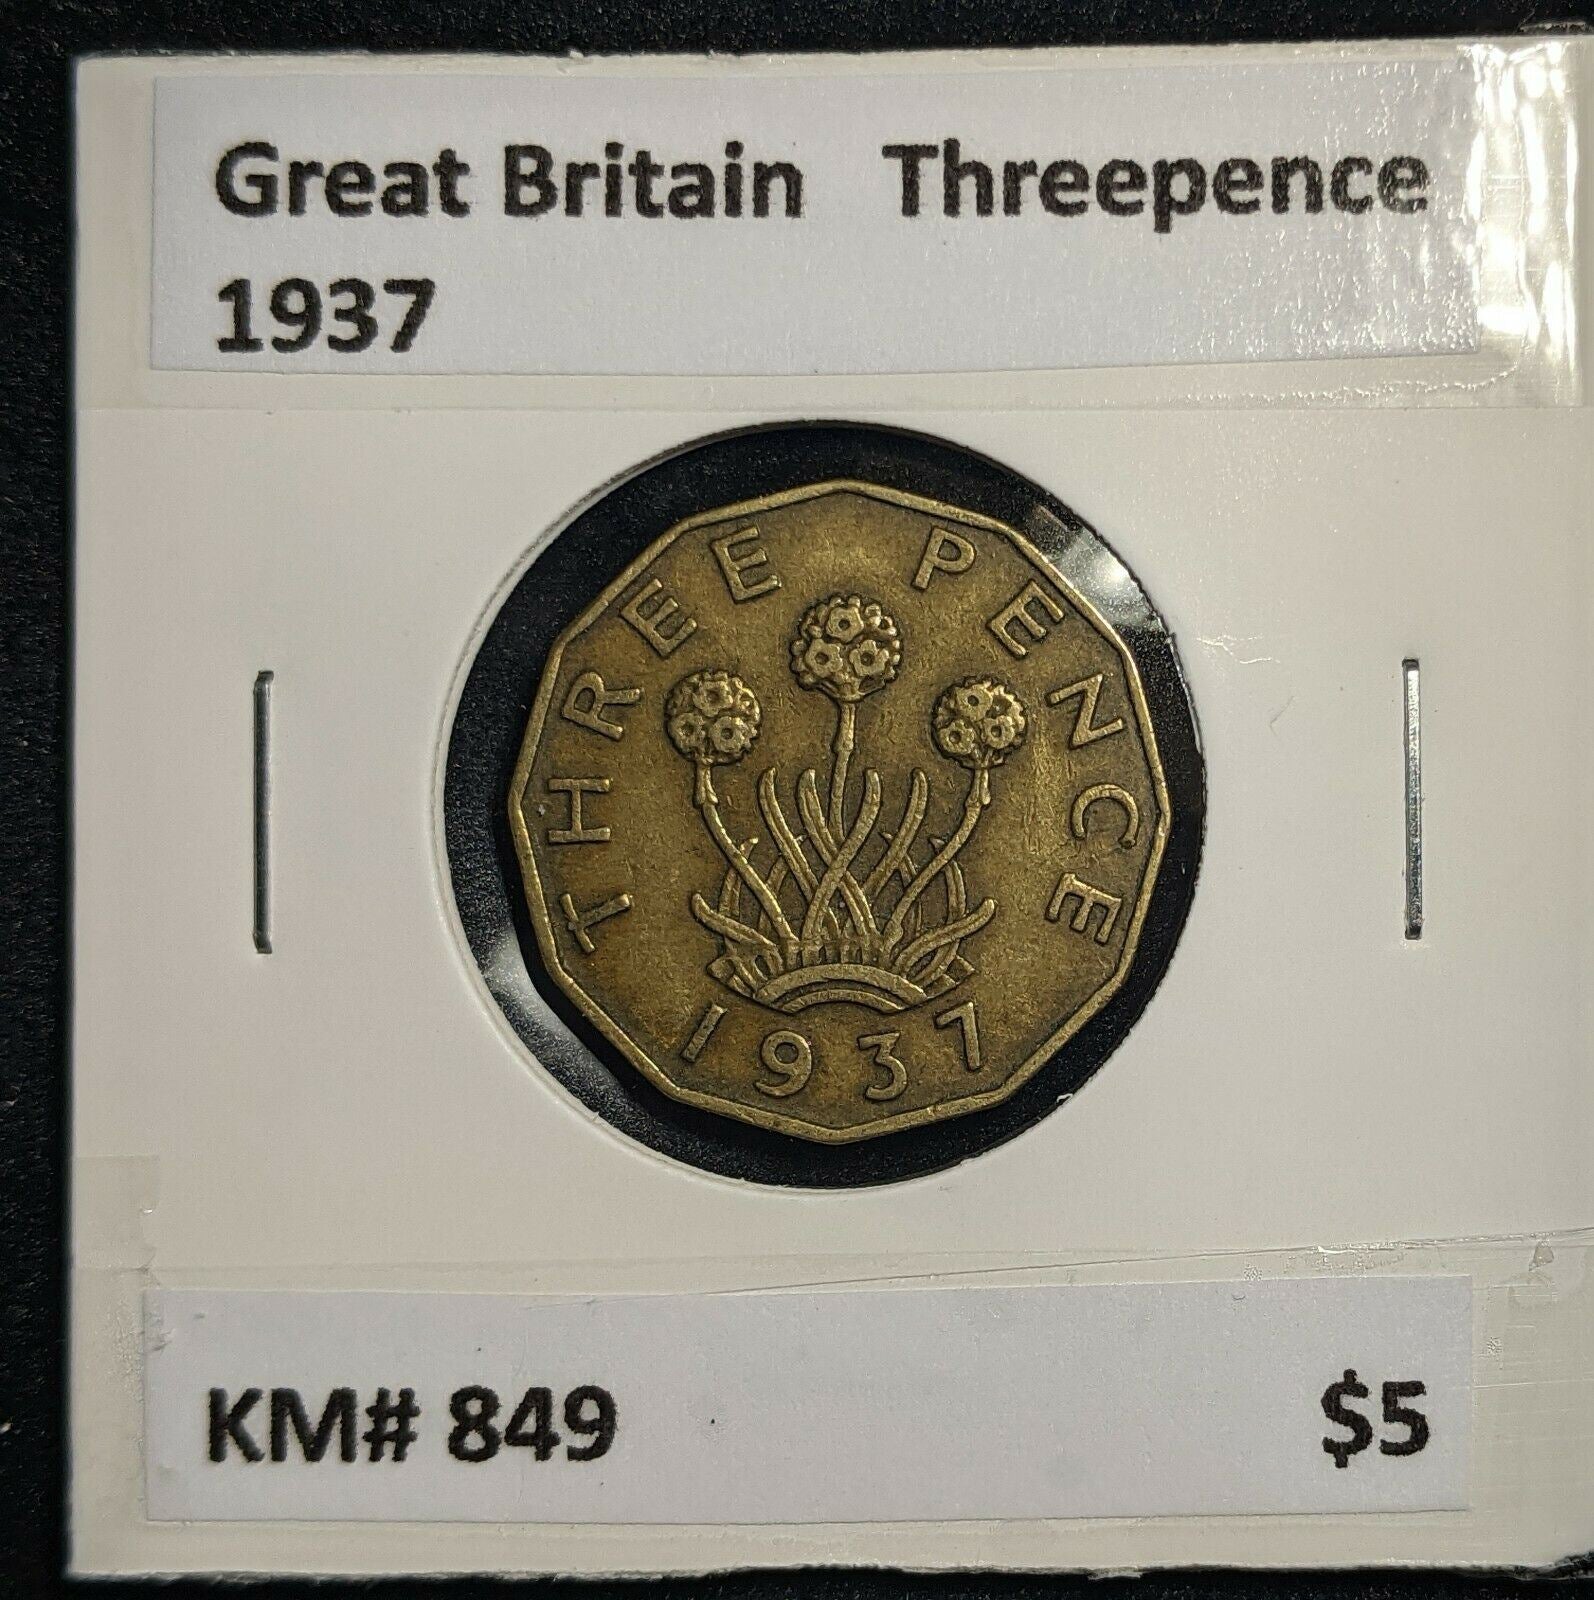 Great Britain Threepence
1937
THREE PENCE
1937
KM# 849 $5